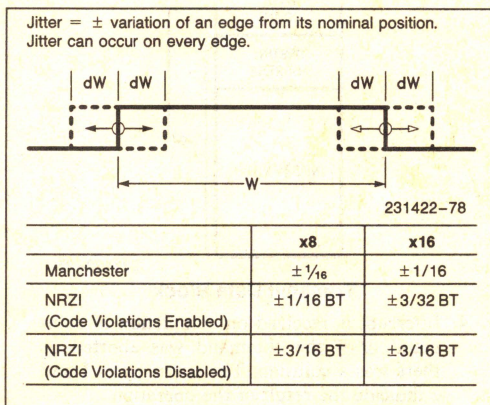 Jitter = ± variation of an edge from its nominal position.
Jitter can occur on every edge.
dW dW dW dW
W
231422–78
x8 x16
Manchester ±1/16 ±1/16
NRZI ±1/16 BT ±3/32 BT
(Code Violations Enabled)
NRZI ±3/16 BT ±3/16 BT
(Code Violations Disabled)